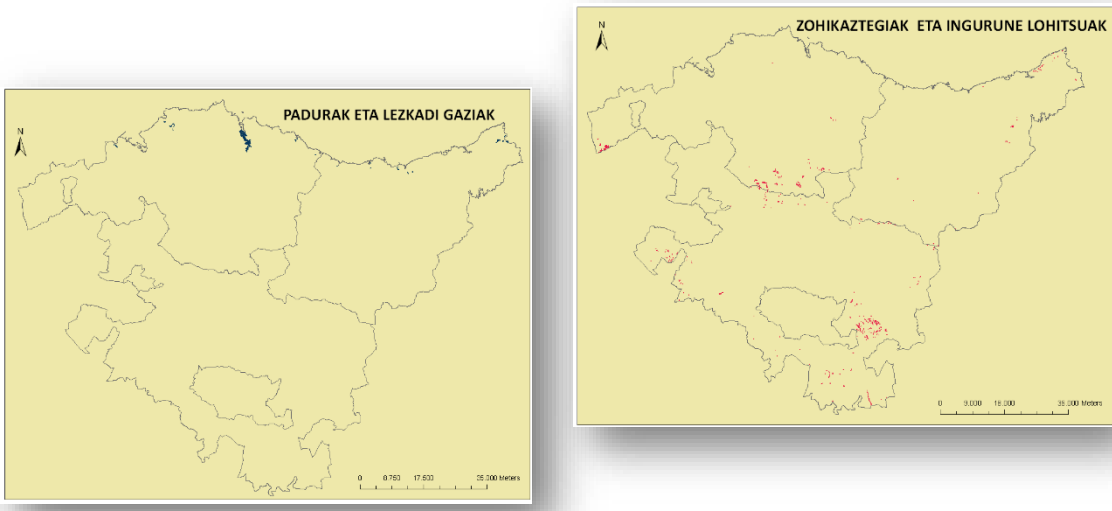 N
PADURAK ETA LEZKADI GAZIAK
0 8.750 17.500 35.000 Meters
N
ZOHIKAZTEGIAK ETA INGURUNE LOHITSUAK
0 9.000 18.000 36.000 Meters